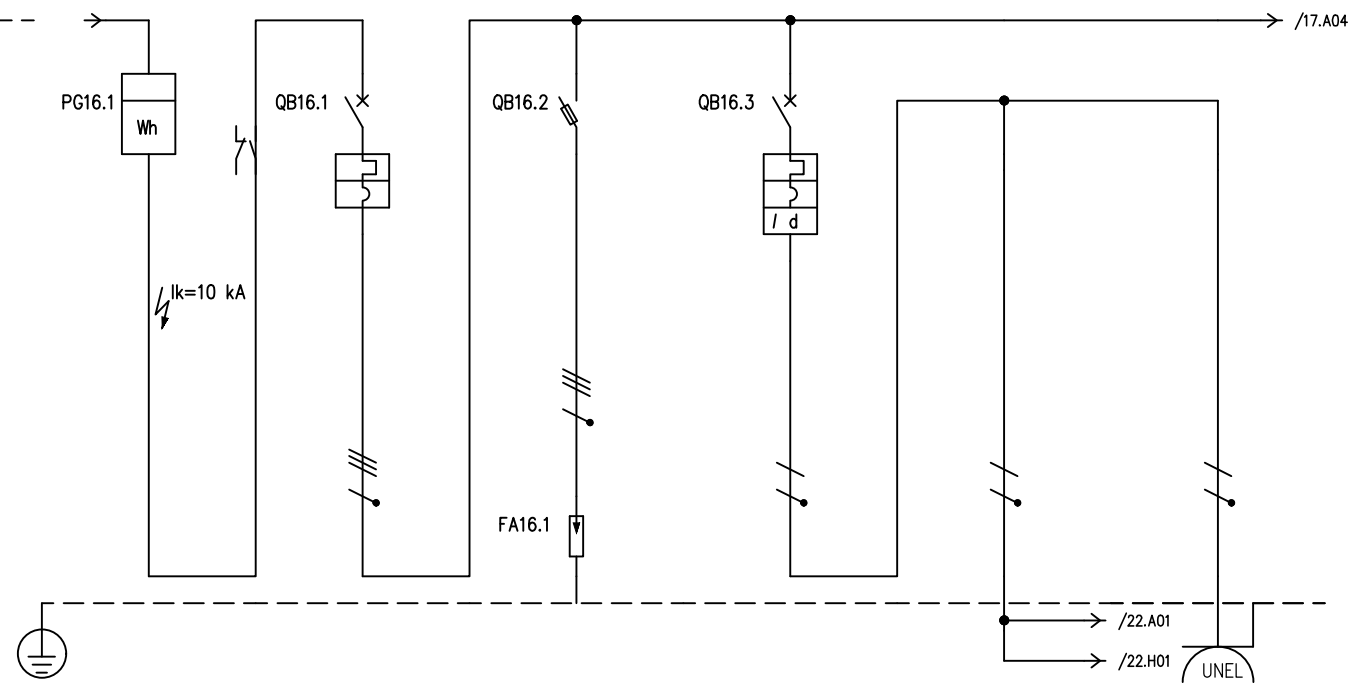 /17.A04
PG16.1
QB16.1
QB16.2
QB16.3
Wh
I d
Ik=10 kA
FA16.1
/22.A01
/22.H01
UNEL